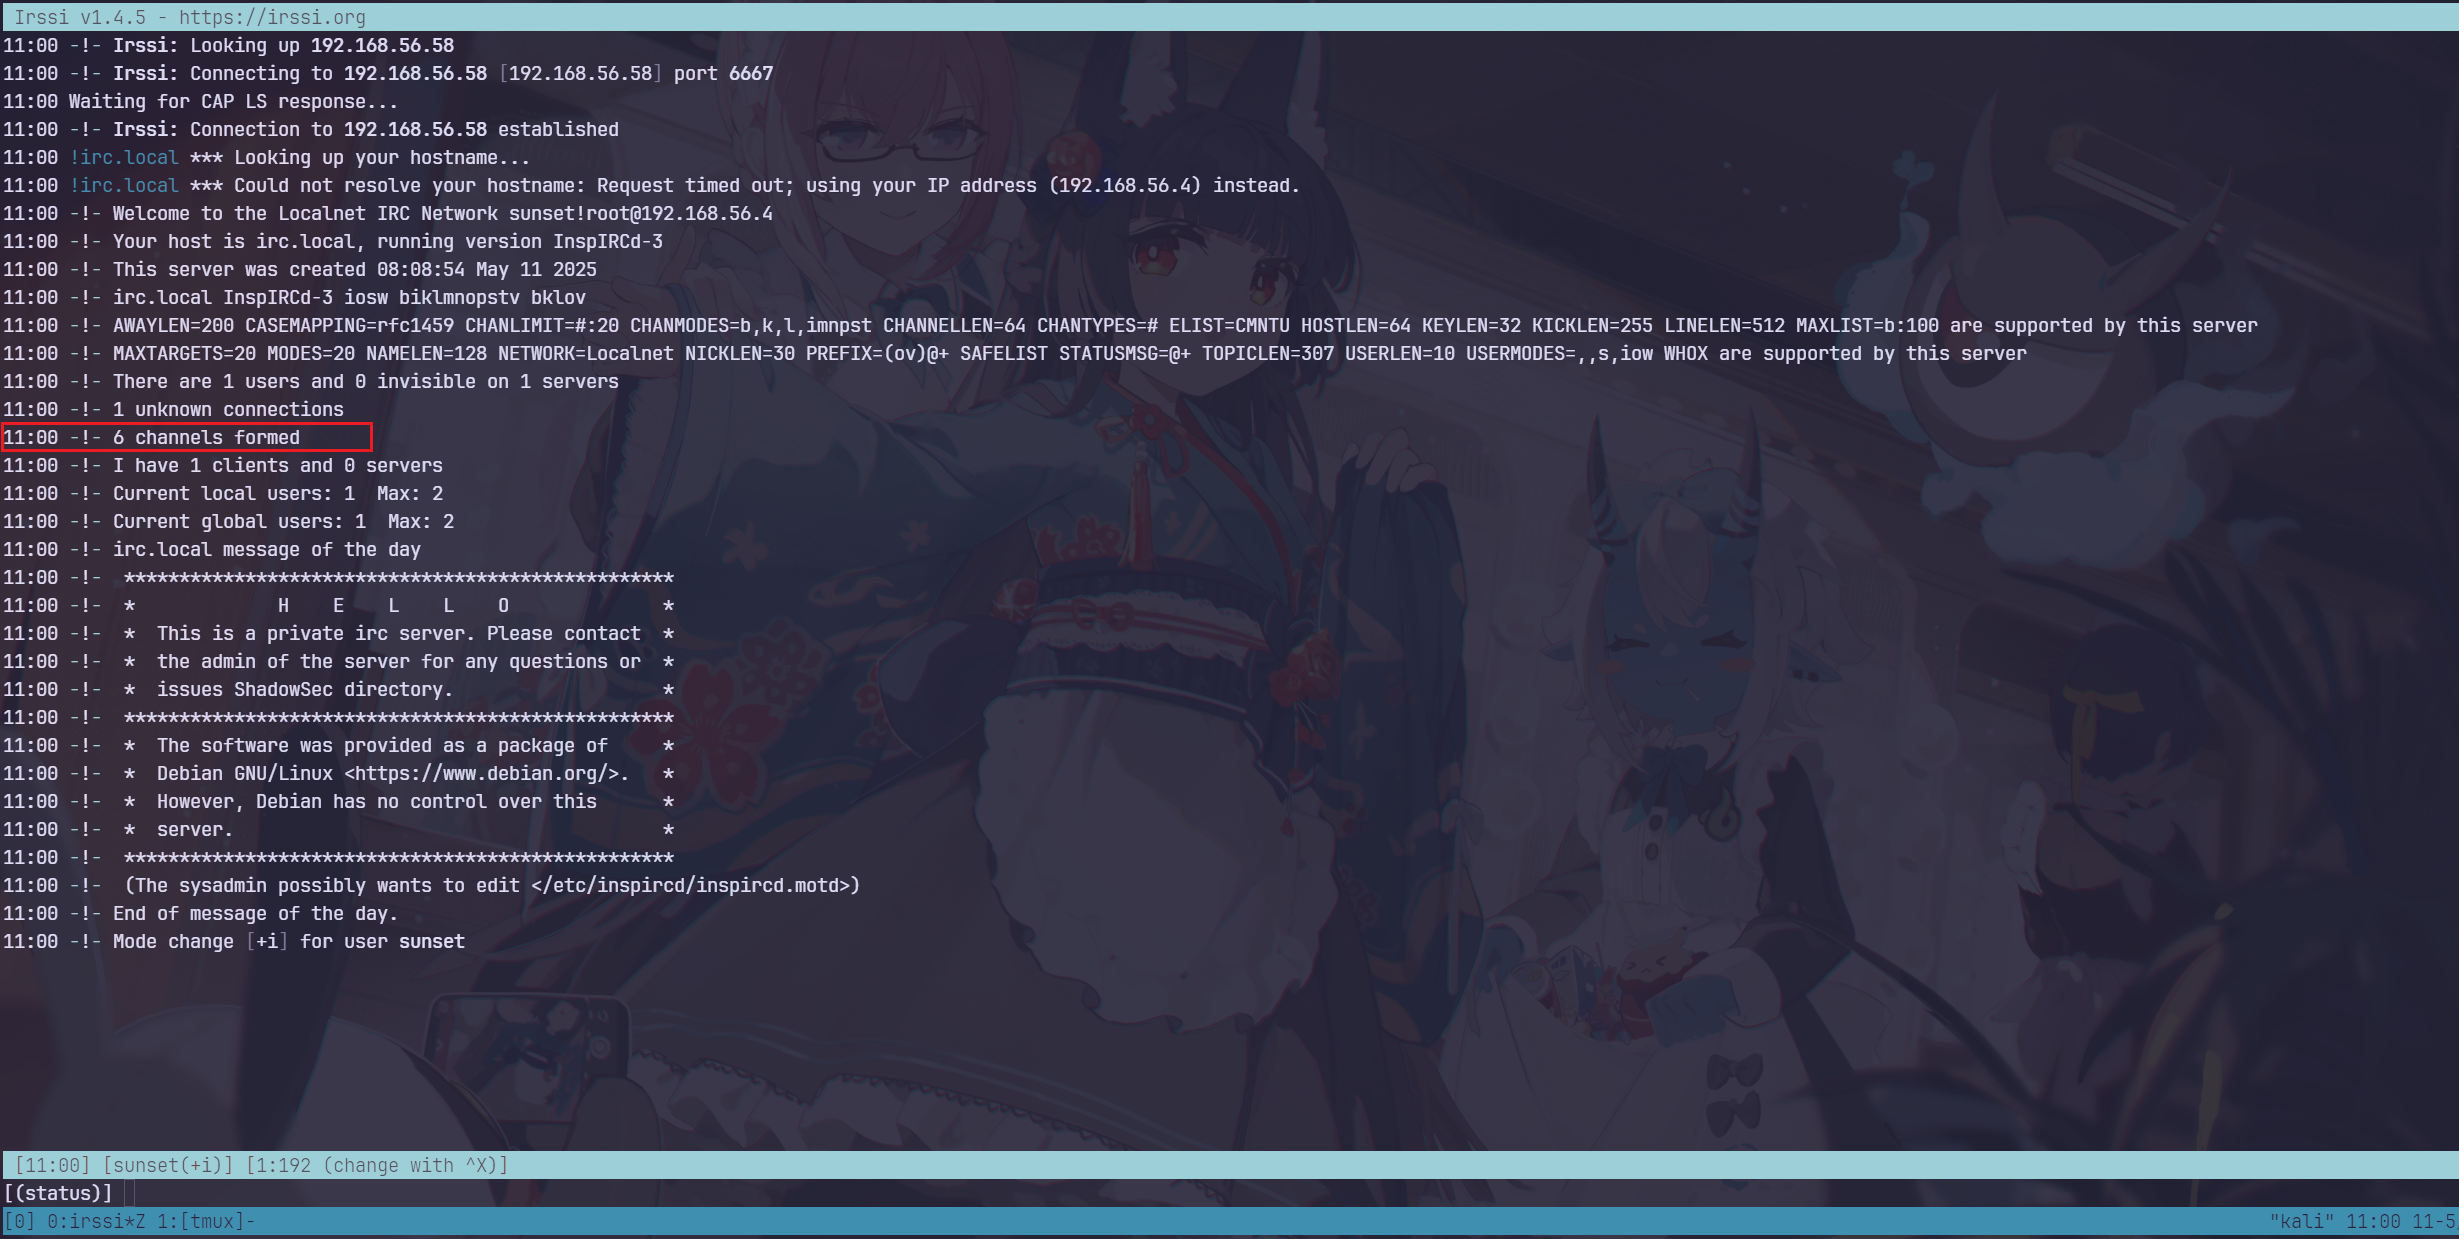 Irssi v1.4.5 - https://irssi.org
11:00 -!- Irssi: Looking up 192.168.56.58
11:00 -!- Irssi: Connecting to 192.168.56.58 [192.168.56.58] port 6667
11:00 Waiting for CAP LS response...
11:00 -!- Irssi: Connection to 192.168.56.58 established
11:00 !irc.local *** Looking up your hostname...
11:00 !irc.local *** Could not resolve your hostname: Request timed out; using your IP address (192.168.56.4) instead.
11:00 -!- Welcome to the Localnet IRC Network sunset!root@192.168.56.4
11:00 -!- Your host is irc.local, running version InspIRCd-3
11:00 -!- This server was created 08:08:54 May 11 2025
11:00 -!- irc.local InspIRCd-3 iosw biklmnopstv bklov
11:00 -!- AWAYLEN=200 CASEMAPPING=rfc1459 CHANLIMIT=#:20 CHANMODES=b,k,l,imnpst CHANNELLEN=64 CHANTYPES=# ELIST=CMNTU HOSTLEN=64 KEYLEN=32 KICKLEN=255 LINELEN=512 MAXLIST=b:100 are supported by this server
11:00 -!- MAXTARGETS=20 MODES=20 NAMELEN=128 NETWORK=Localnet NICKLEN=30 PREFIX=(ov)@+ SAFELIST STATUSMSG=@+ TOPICLEN=307 USERLEN=10 USERMODES=,,s,iow WHOX are supported by this server
11:00 -!- There are 1 users and 0 invisible on 1 servers
11:00 -!- 1 unknown connections
11:00 -!- 6 channels formed
11:00 -!- I have 1 clients and 0 servers
11:00 -!- Current local users: 1  Max: 2
11:00 -!- Current global users: 1  Max: 2
11:00 -!- irc.local message of the day
11:00 -!-  **************************************************
11:00 -!-  *             H    E    L    L    O              *
11:00 -!-  *  This is a private irc server. Please contact  *
11:00 -!-  *  the admin of the server for any questions or  *
11:00 -!-  *  issues ShadowSec directory.                   *
11:00 -!-  **************************************************
11:00 -!-  *  The software was provided as a package of     *
11:00 -!-  *  Debian GNU/Linux <https://www.debian.org/>.   *
11:00 -!-  *  However, Debian has no control over this      *
11:00 -!-  *  server.                                       *
11:00 -!-  **************************************************
11:00 -!-  (The sysadmin possibly wants to edit </etc/inspircd/inspircd.motd>)
11:00 -!- End of message of the day.
11:00 -!- Mode change [+i] for user sunset
[11:00] [sunset(+i)] [1:192 (change with ^X)]
[(status)]
[0] 0:irssi*Z 1:[tmux]- "kali" 11:00 11-5